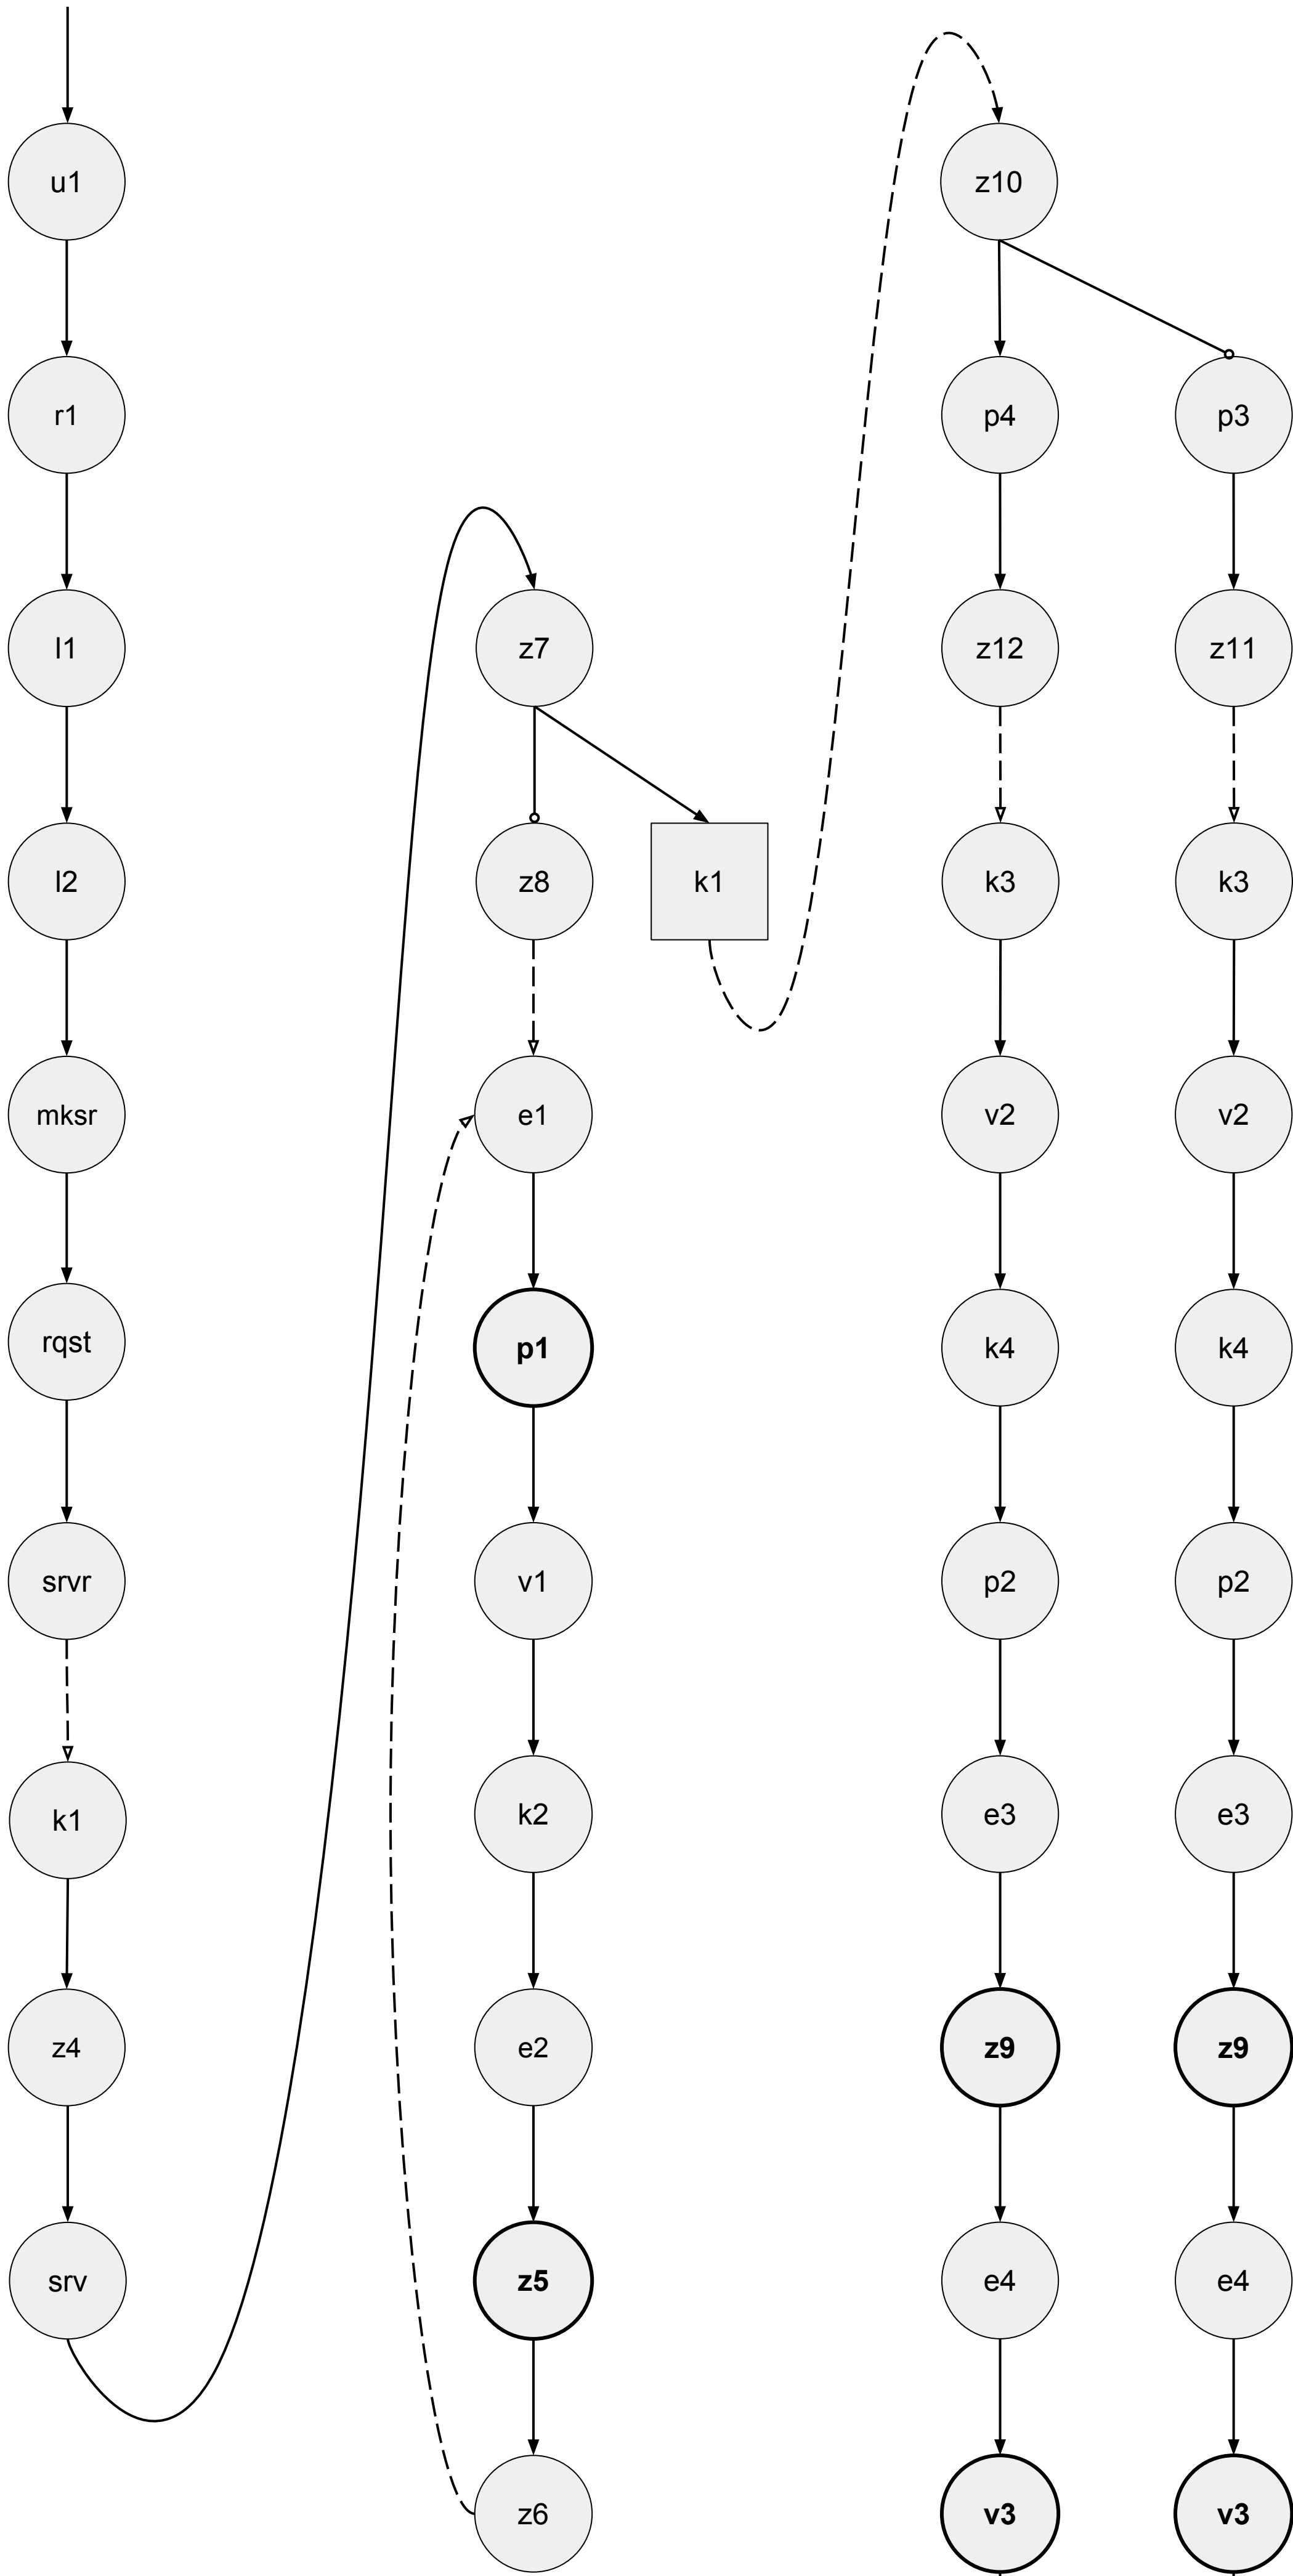 u1
r1
l1
l2
mksr
rqst
srvr
k1
z4
srv
z7
z8
k1
e1
p1
v1
k2
e2
z5
z6
z10
p4
z12
k3
v2
k4
p2
e3
z9
e4
v3
p3
z11
k3
v2
k4
p2
e3
z9
e4
v3